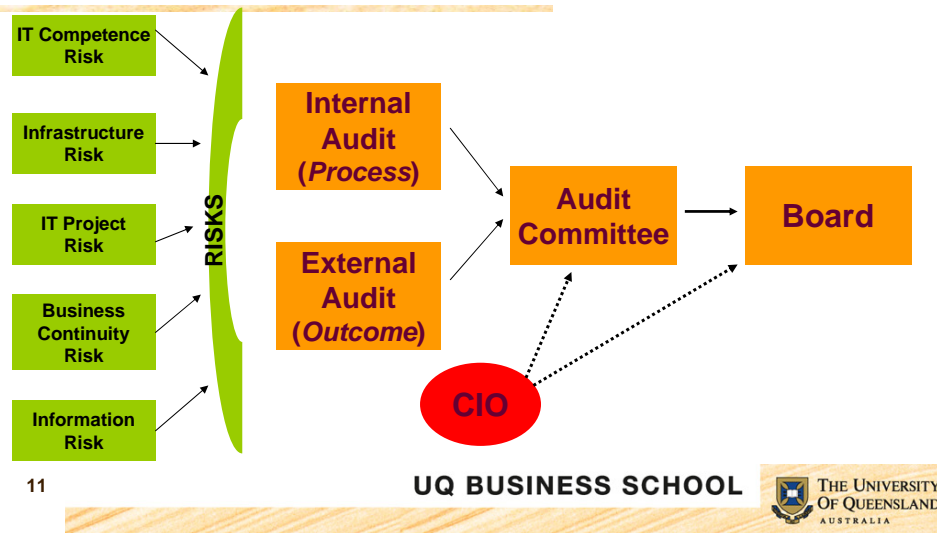 IT Competence
Risk
Infrastructure
Risk
IT Project
Risk
Business
Continuity
Risk
Information
Risk
RISKS
Internal
Audit
(Process)
External
Audit
(Outcome)
Audit
Committee
Board
CIO
11
UQ BUSINESS SCHOOL
THE UNIVERSITY
OF QUEENSLAND
AUSTRALIA